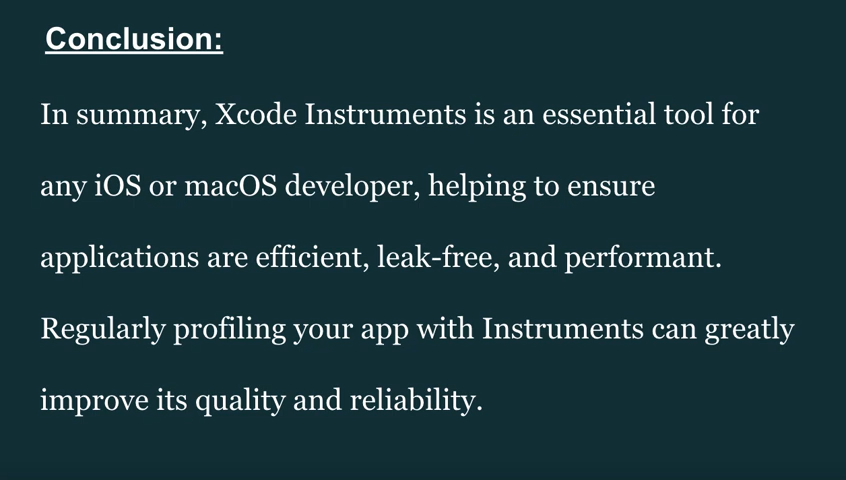 Conclusion:
In summary, Xcode Instruments is an essential tool for
any iOS or macOS developer, helping to ensure
applications are efficient, leak-free, and performant.
Regularly profiling your app with Instruments can greatly
improve its quality and reliability.